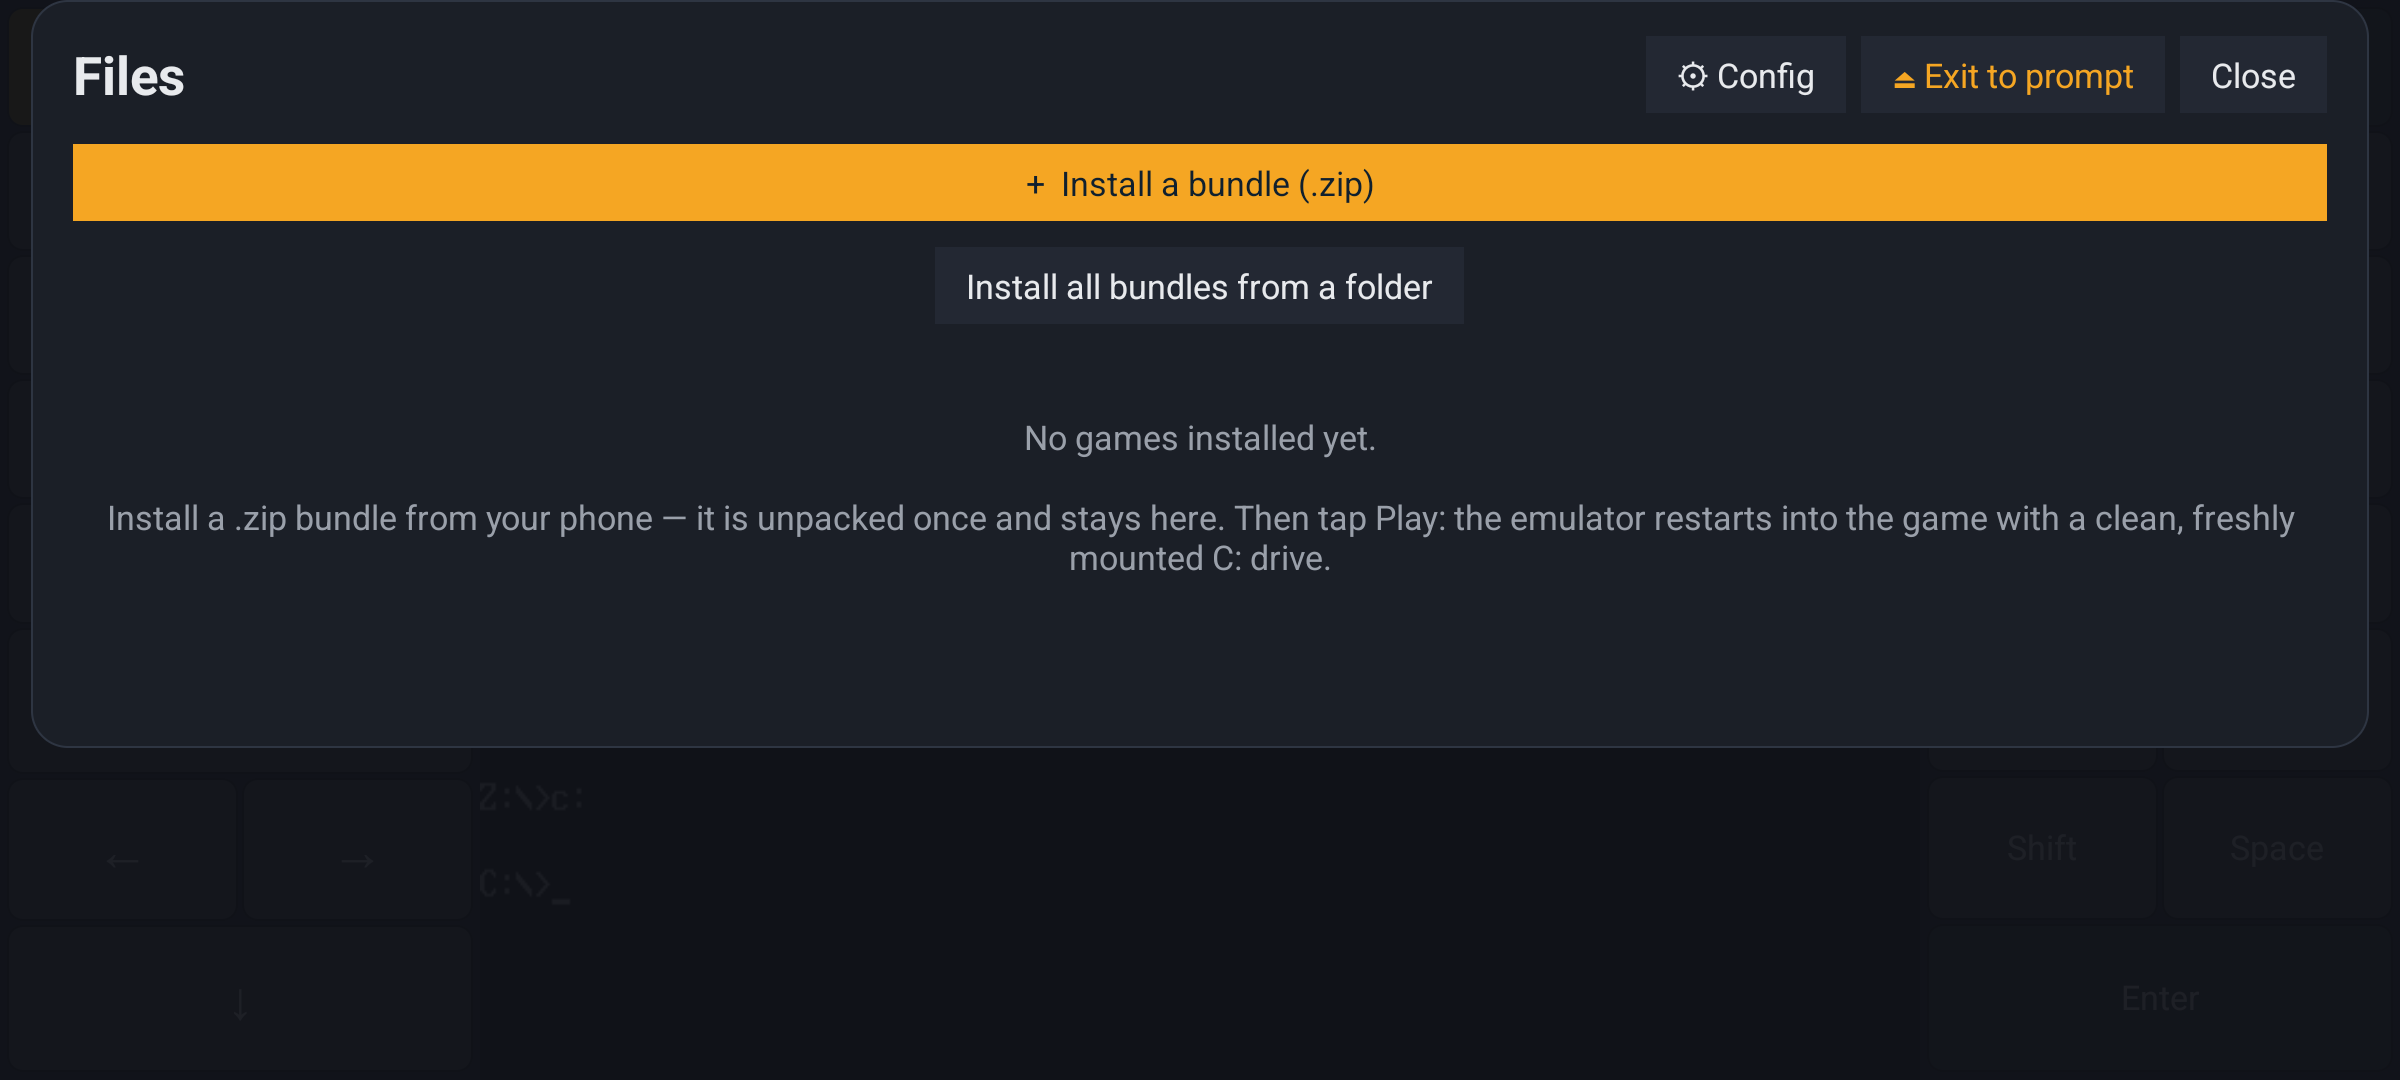 Files
Config
Exit to prompt
Close
+ Install a bundle (.zip)
Install all bundles from a folder
No games installed yet.
Install a .zip bundle from your phone — it is unpacked once and stays here. Then tap Play: the emulator restarts into the game with a clean, freshly
mounted C: drive.
Z:\>c:
← → Shift Space
C:\>_
↓ Enter